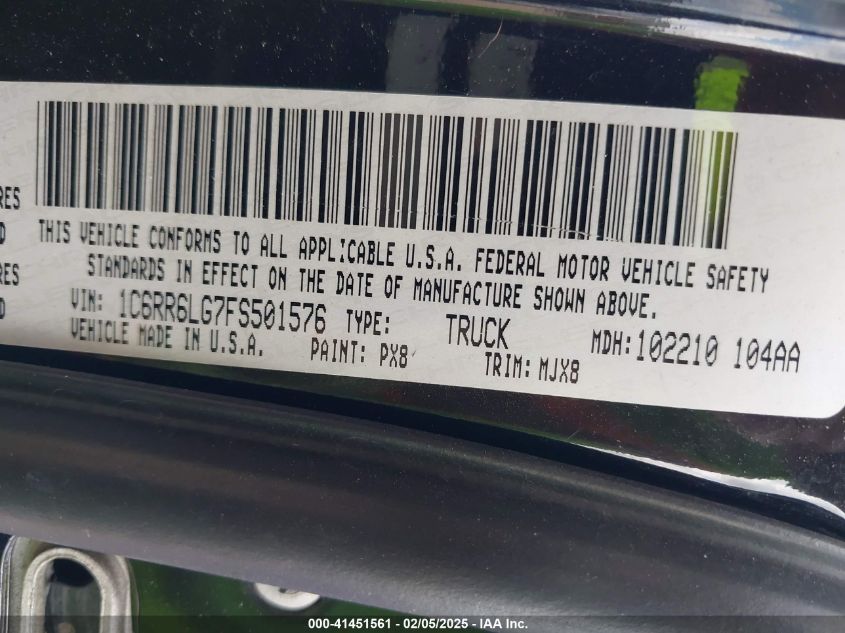 RES
D
RES
D
THIS VEHICLE CONFORMS TO ALL APPLICABLE U.S.A. FEDERAL MOTOR VEHICLE SAFETY
STANDARDS IN EFFECT ON THE DATE OF MANUFACTURE SHOWN ABOVE.
VIN: 1C6RR6LG7FS501576 TYPE: TRUCK MDH:102210 104AA
VEHICLE MADE IN U.S.A. PAINT: PX8 TRIM: MJX8
000-41451561 / 02/05/2025 - IAA Inc.